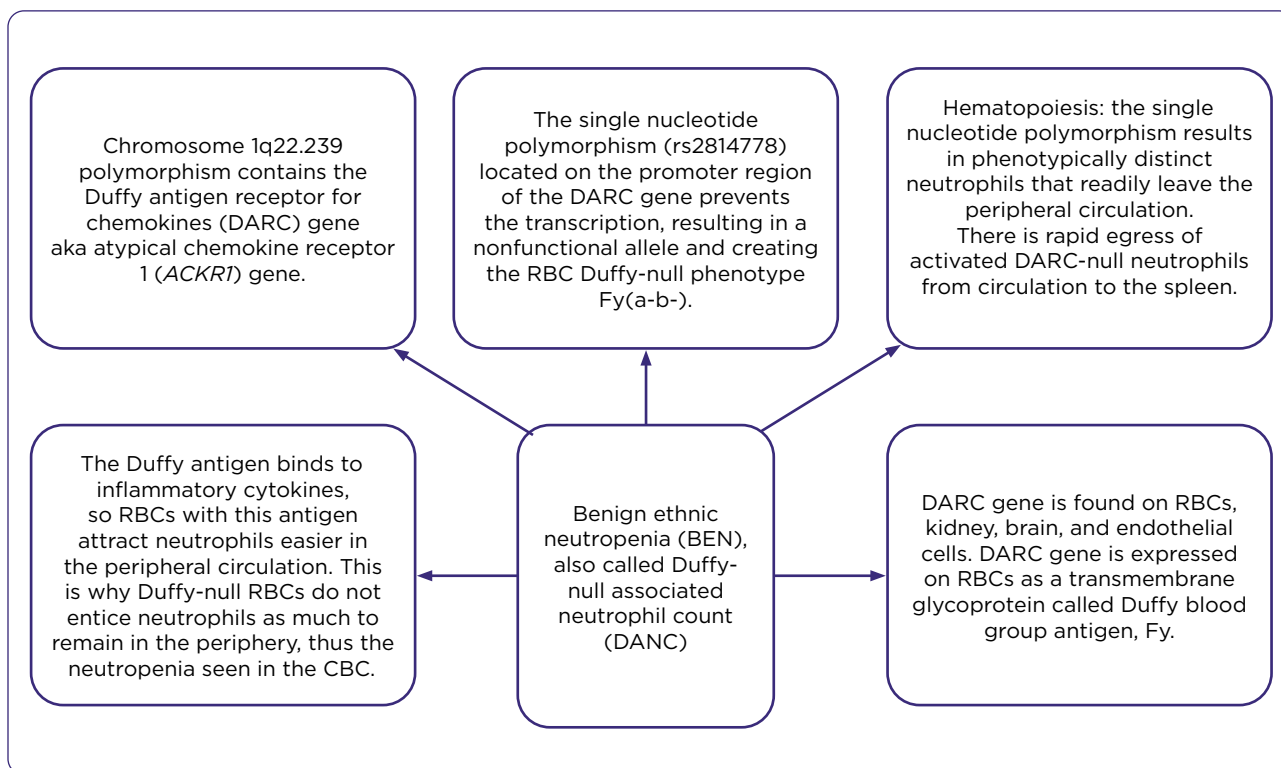 Chromosome 1q22.239
polymorphism contains the
Duffy antigen receptor for
chemokines (DARC) gene
aka atypical chemokine receptor
1 (ACKR1) gene.
The single nucleotide
polymorphism (rs2814778)
located on the promoter region
of the DARC gene prevents
the transcription, resulting in a
nonfunctional allele and creating
the RBC Duffy-null phenotype
Fy(a-b-).
Hematopoiesis: the single
nucleotide polymorphism results
in phenotypically distinct
neutrophils that readily leave the
peripheral circulation.
There is rapid egress of
activated DARC-null neutrophils
from circulation to the spleen.
The Duffy antigen binds to
inflammatory cytokines,
so RBCs with this antigen
attract neutrophils easier in
the peripheral circulation. This
is why Duffy-null RBCs do not
entice neutrophils as much to
remain in the periphery, thus the
neutropenia seen in the CBC.
Benign ethnic
neutropenia (BEN),
also called Duffy-
null associated
neutrophil count
(DANC)
DARC gene is found on RBCs,
kidney, brain, and endothelial
cells. DARC gene is expressed
on RBCs as a transmembrane
glycoprotein called Duffy blood
group antigen, Fy.